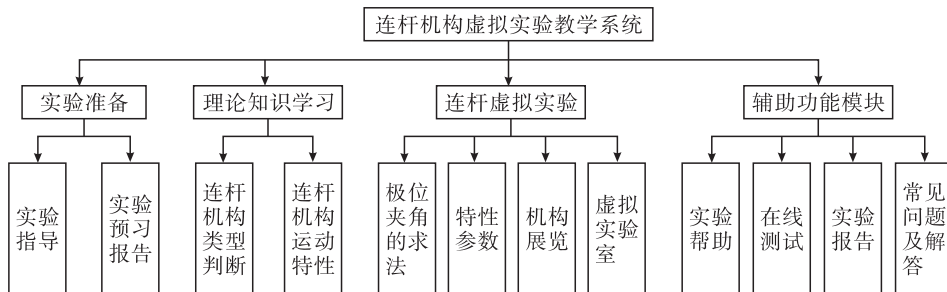 连杆机构虚拟实验教学系统
实验准备
理论知识学习
连杆虚拟实验
辅助功能模块
实验
指导
实验
预习
报告
连杆
机构
类型
判断
连杆
机构
运动
特性
极位
夹角
的求
法
特性
参数
机构
展览
虚拟
实验
室
实验
帮助
在线
测试
实验
报告
常见
问题
及解
答